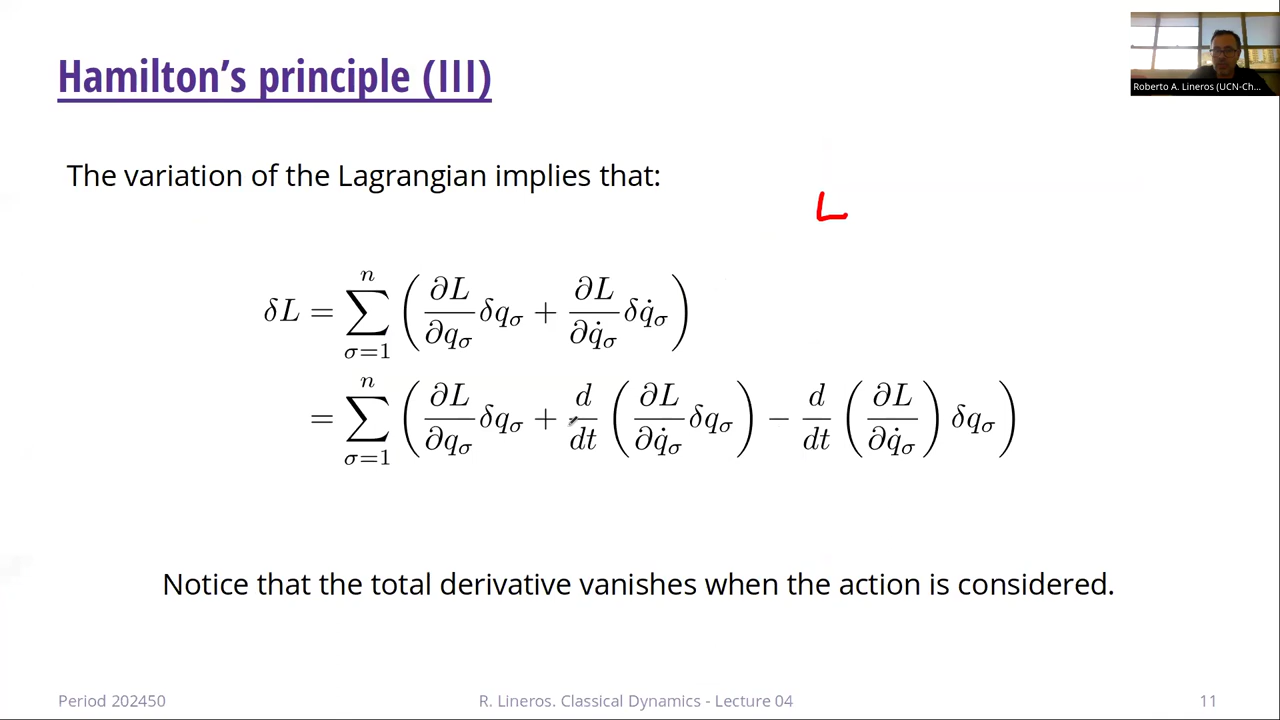 Hamilton's principle (III)
Roberto A. Lineros (UCN-Ch...
The variation of the Lagrangian implies that:
L
δL = ∑_{σ=1}^{n} ( ∂L/∂q_σ δq_σ + ∂L/∂q̇_σ δq̇_σ )
= ∑_{σ=1}^{n} ( ∂L/∂q_σ δq_σ + d/dt ( ∂L/∂q̇_σ δq_σ ) − d/dt ( ∂L/∂q̇_σ ) δq_σ )
Notice that the total derivative vanishes when the action is considered.
Period 202450
R. Lineros. Classical Dynamics - Lecture 04
11